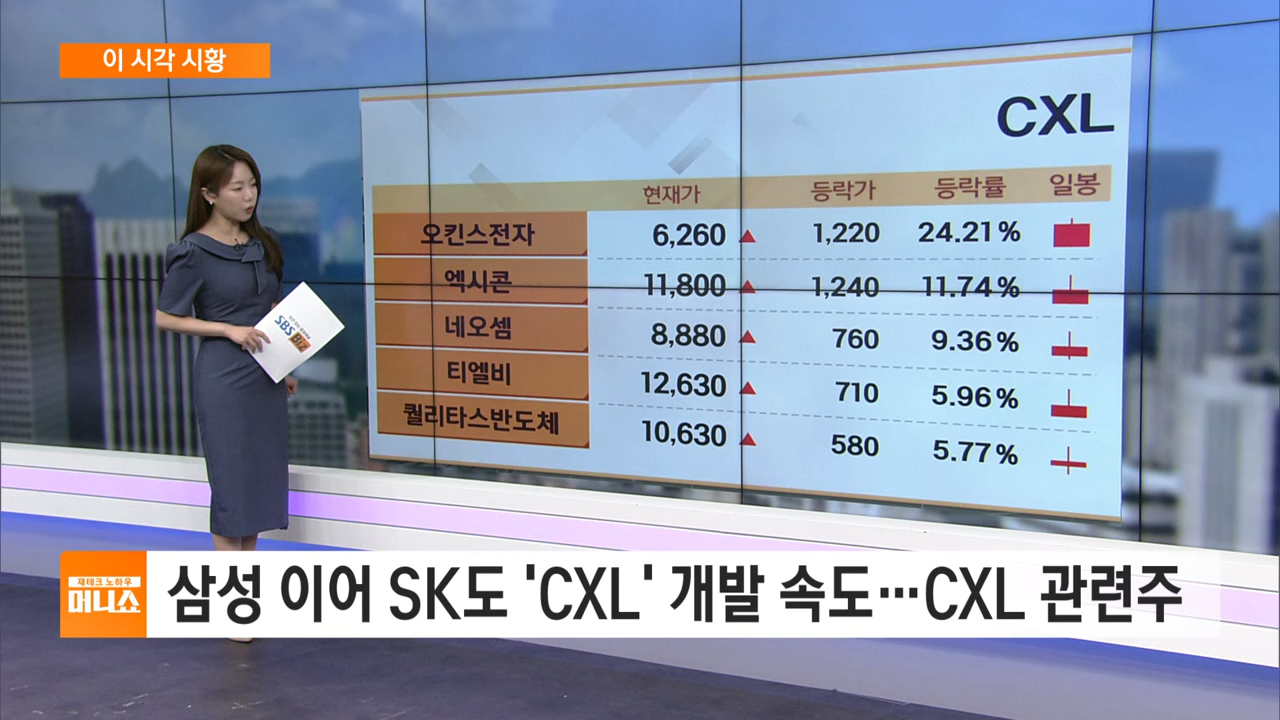 이 시각 시황
CXL
현재가 등락가 등락률 일봉
오킨스전자 6,260 ▲ 1,220 24.21 %
엑시콘 11,800 ▲ 1,240 11.74 %
네오셈 8,880 ▲ 760 9.36 %
티엘비 12,630 ▲ 710 5.96 %
퀄리타스반도체 10,630 ▲ 580 5.77 %
SBS Biz
재테크 노하우
머니쇼
삼성 이어 SK도 'CXL' 개발 속도…CXL 관련주